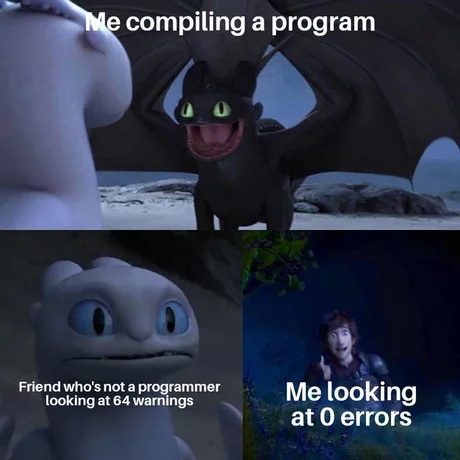 Me compiling a program
Friend who's not a programmer
looking at 64 warnings
Me looking
at 0 errors